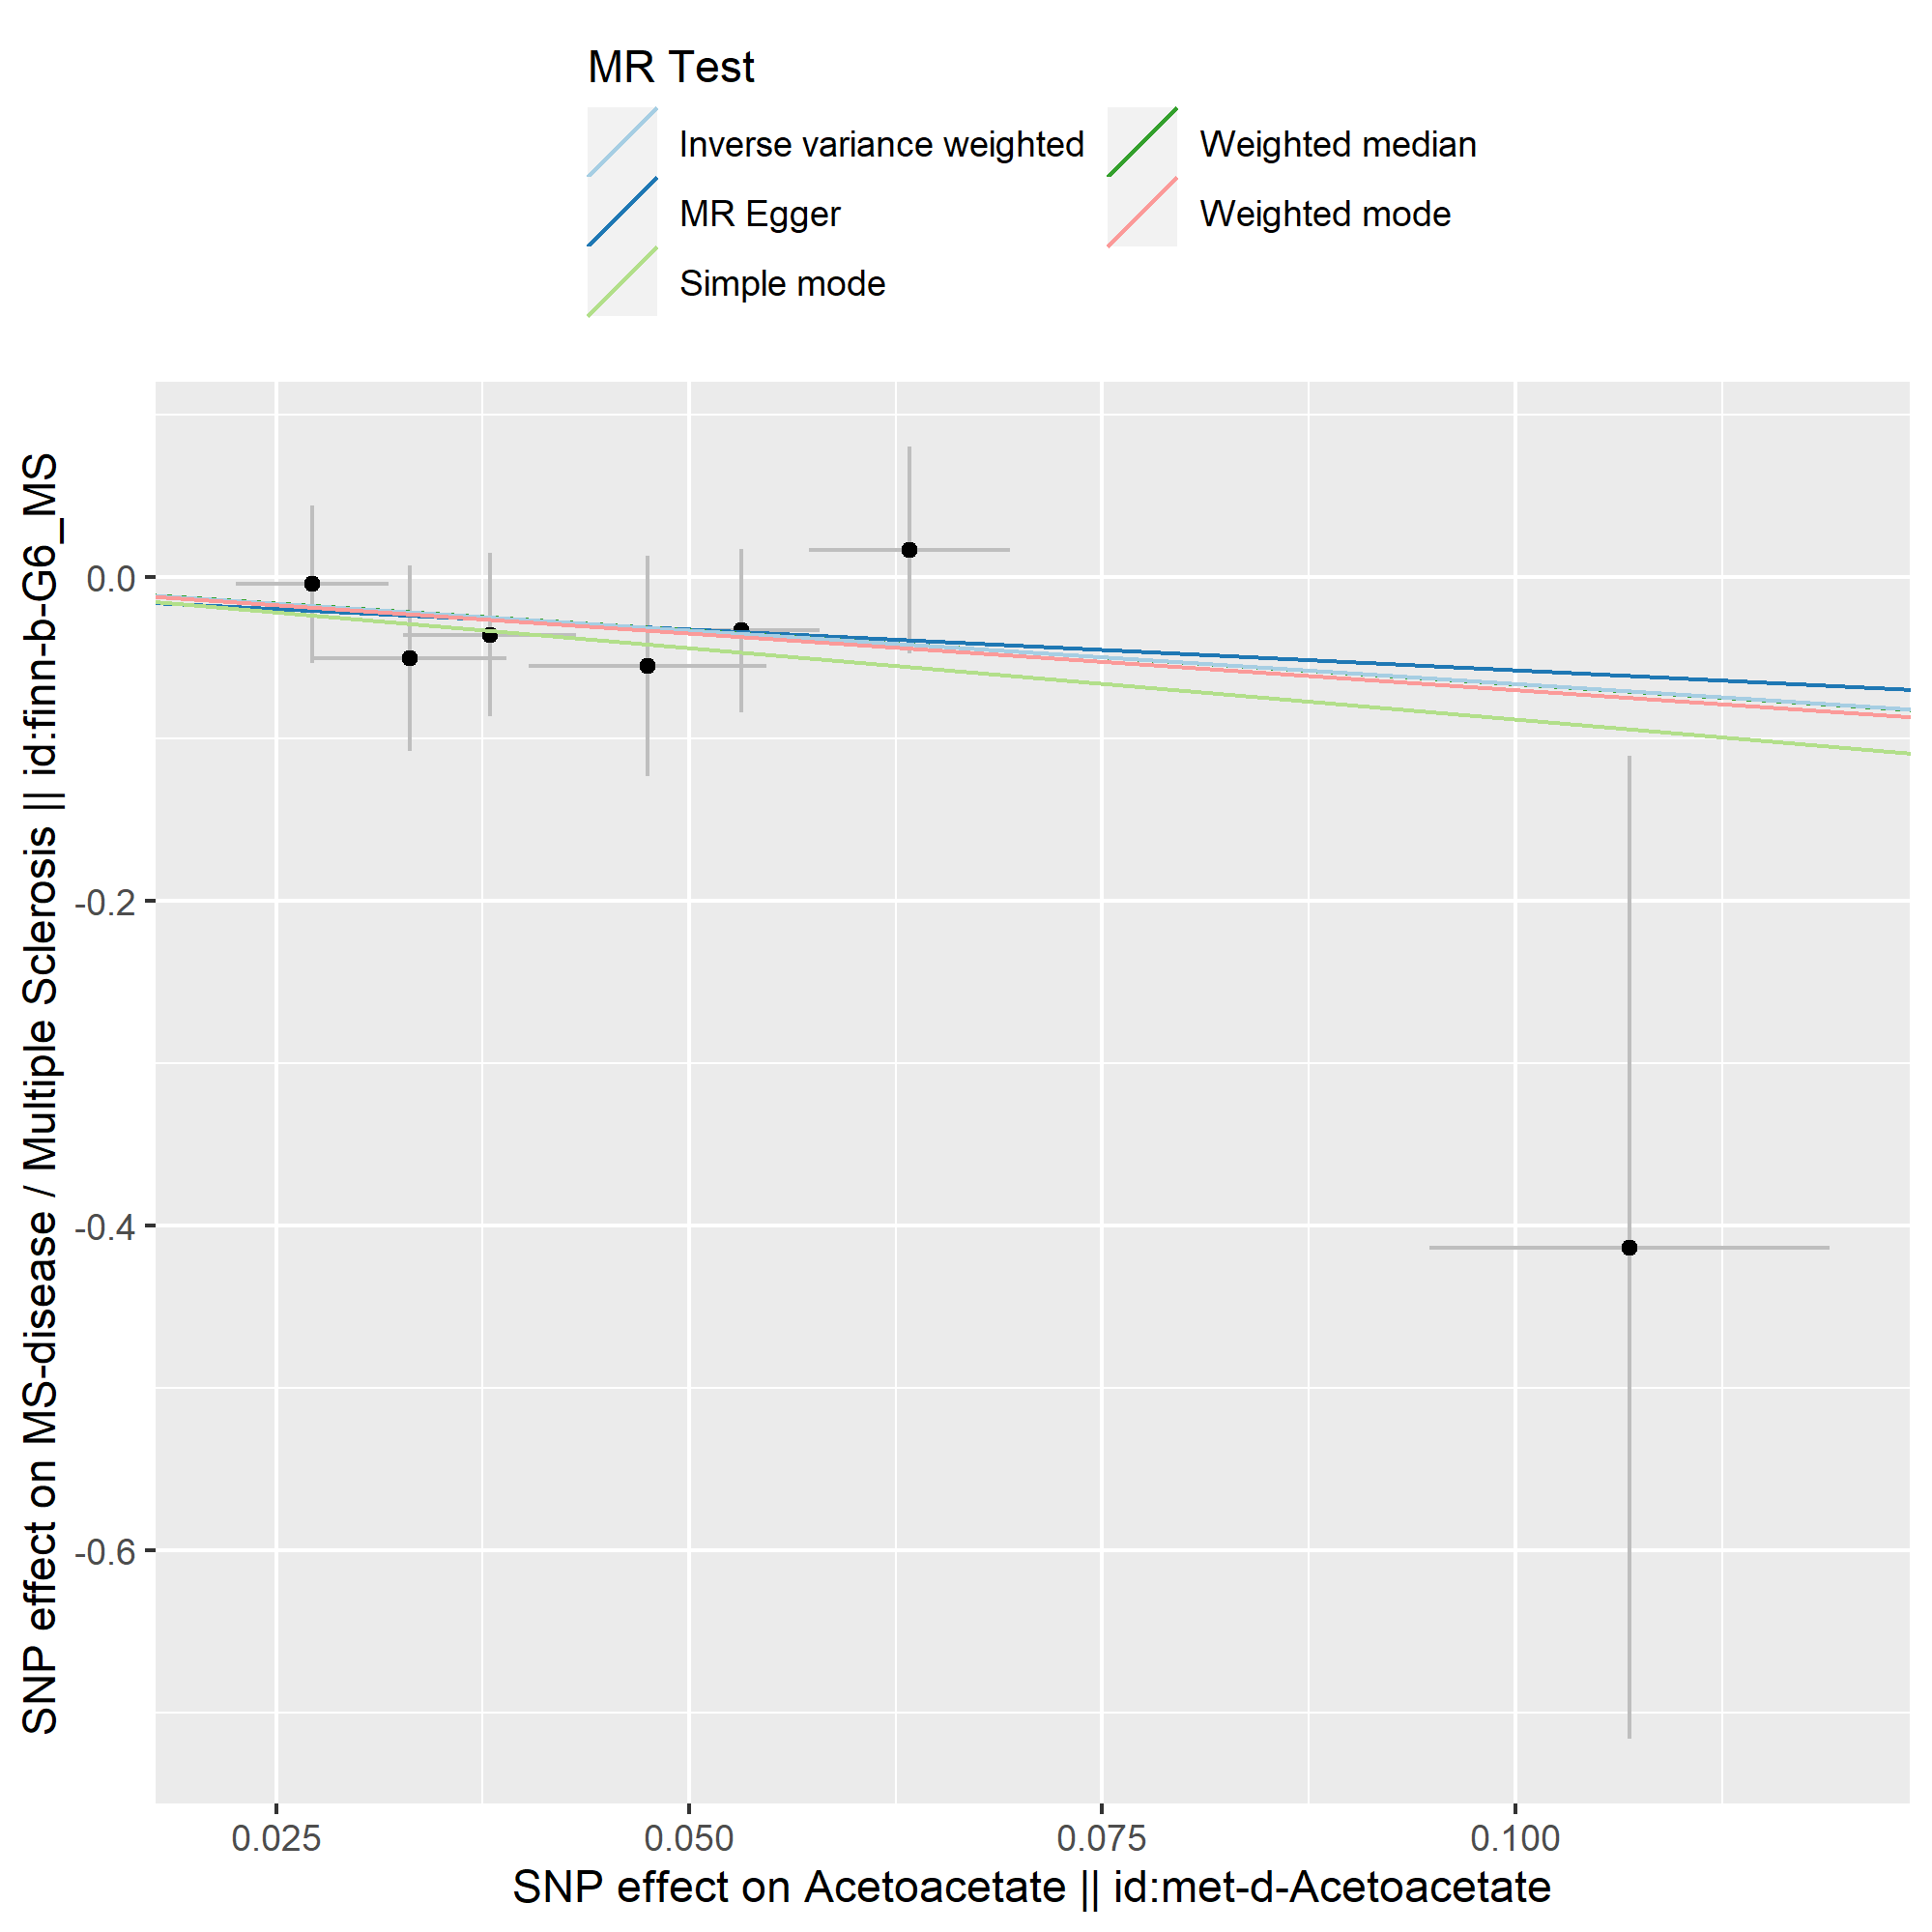 MR Test
Inverse variance weighted
Weighted median
MR Egger
Weighted mode
Simple mode
SNP effect on MS-disease / Multiple Sclerosis || id:finn-b-G6_MS
0.0
-0.2
-0.4
-0.6
0.025
0.050
0.075
0.100
SNP effect on Acetoacetate || id:met-d-Acetoacetate